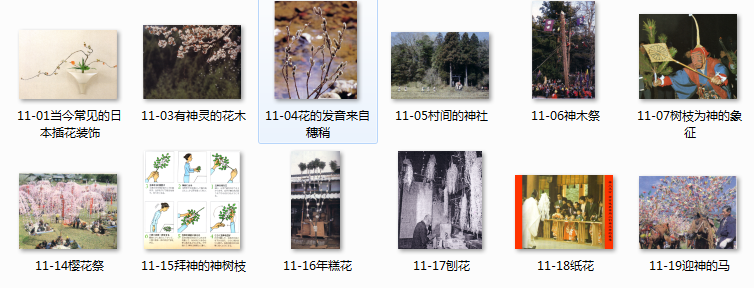 11-01当今常见的日
本插花装饰
11-03有神灵的花木
11-04花的发音来自
穗稍
11-05村间的神社
11-06神木祭
11-07树枝为神的象
征
11-14樱花祭
11-15拜神的神树枝
11-16年糕花
11-17刨花
11-18纸花
11-19迎神的马